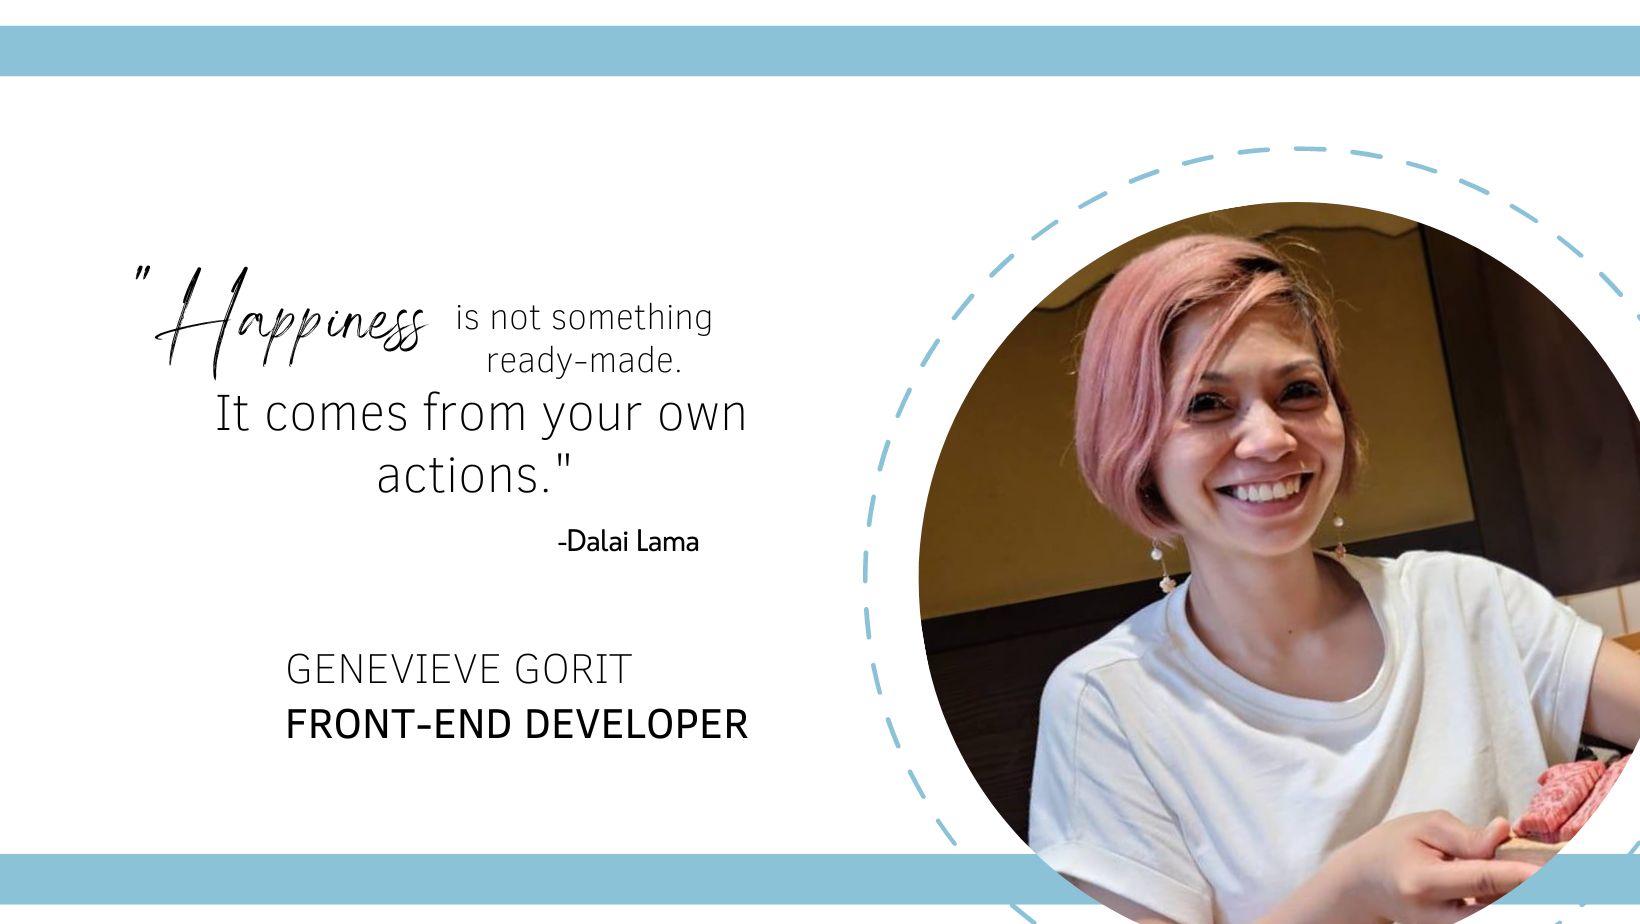 "Happiness is not something
ready-made.
It comes from your own
actions."
-Dalai Lama
GENEVIEVE GORIT
FRONT-END DEVELOPER